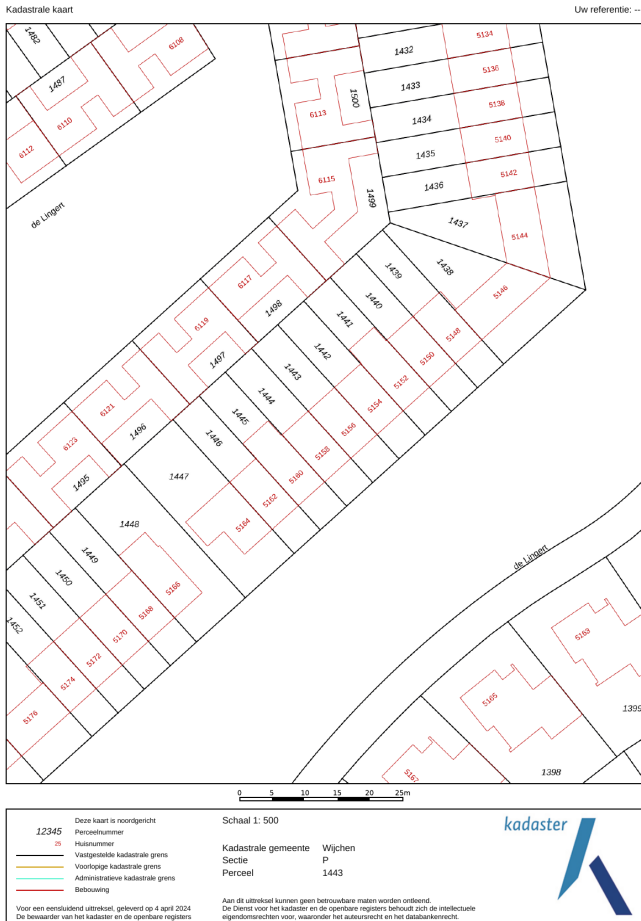 Kadastrale kaart
Uw referentie: --
1482
1487
6108
6110
6112
de Lingert
6113
1500
6115
1499
1432
5134
1433
5136
1434
5138
1435
5140
1436
5142
1437
5144
1438
5146
1439
1440
5148
1441
5150
1442
5152
1443
5154
1444
5156
1445
5158
1446
5160
1447
5162
5164
6117
1498
6119
1497
6121
1496
6123
1495
1448
1449
5166
1450
5168
1451
5170
1452
5172
5174
5176
de Lingert
5163
5165
5167
1399
1398
0 5 10 15 20 25m
Deze kaart is noordgericht
12345 Perceelnummer
25 Huisnummer
Vastgestelde kadastrale grens
Voorlopige kadastrale grens
Administratieve kadastrale grens
Bebouwing
Voor een eensluidend uittreksel, geleverd op 4 april 2024
De bewaarder van het kadaster en de openbare registers
Schaal 1: 500
Kadastrale gemeente Wijchen
Sectie P
Perceel 1443
Aan dit uittreksel kunnen geen betrouwbare maten worden ontleend.
De Dienst voor het kadaster en de openbare registers behoudt zich de intellectuele
eigendomsrechten voor, waaronder het auteursrecht en het databankenrecht.
kadaster